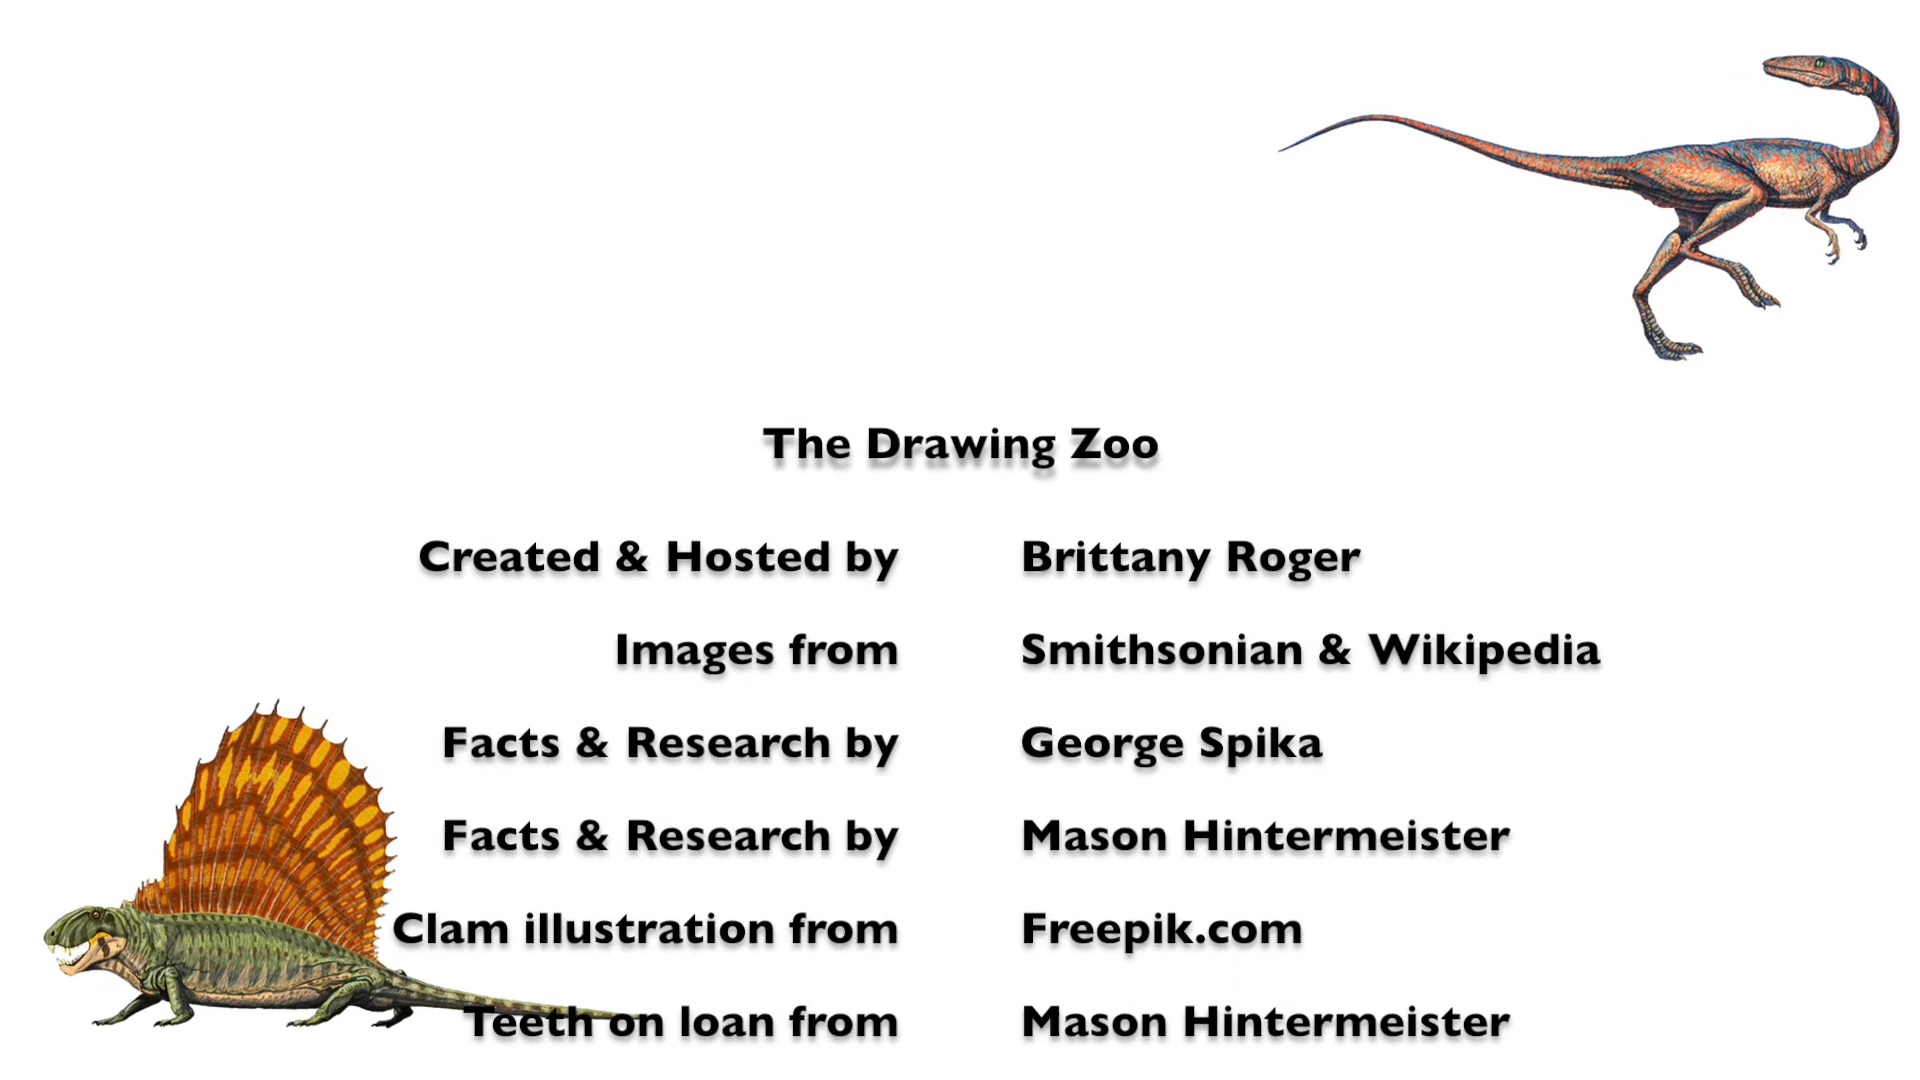 The Drawing Zoo
Created & Hosted by Brittany Roger
Images from Smithsonian & Wikipedia
Facts & Research by George Spika
Facts & Research by Mason Hintermeister
Clam illustration from Freepik.com
Teeth on loan from Mason Hintermeister